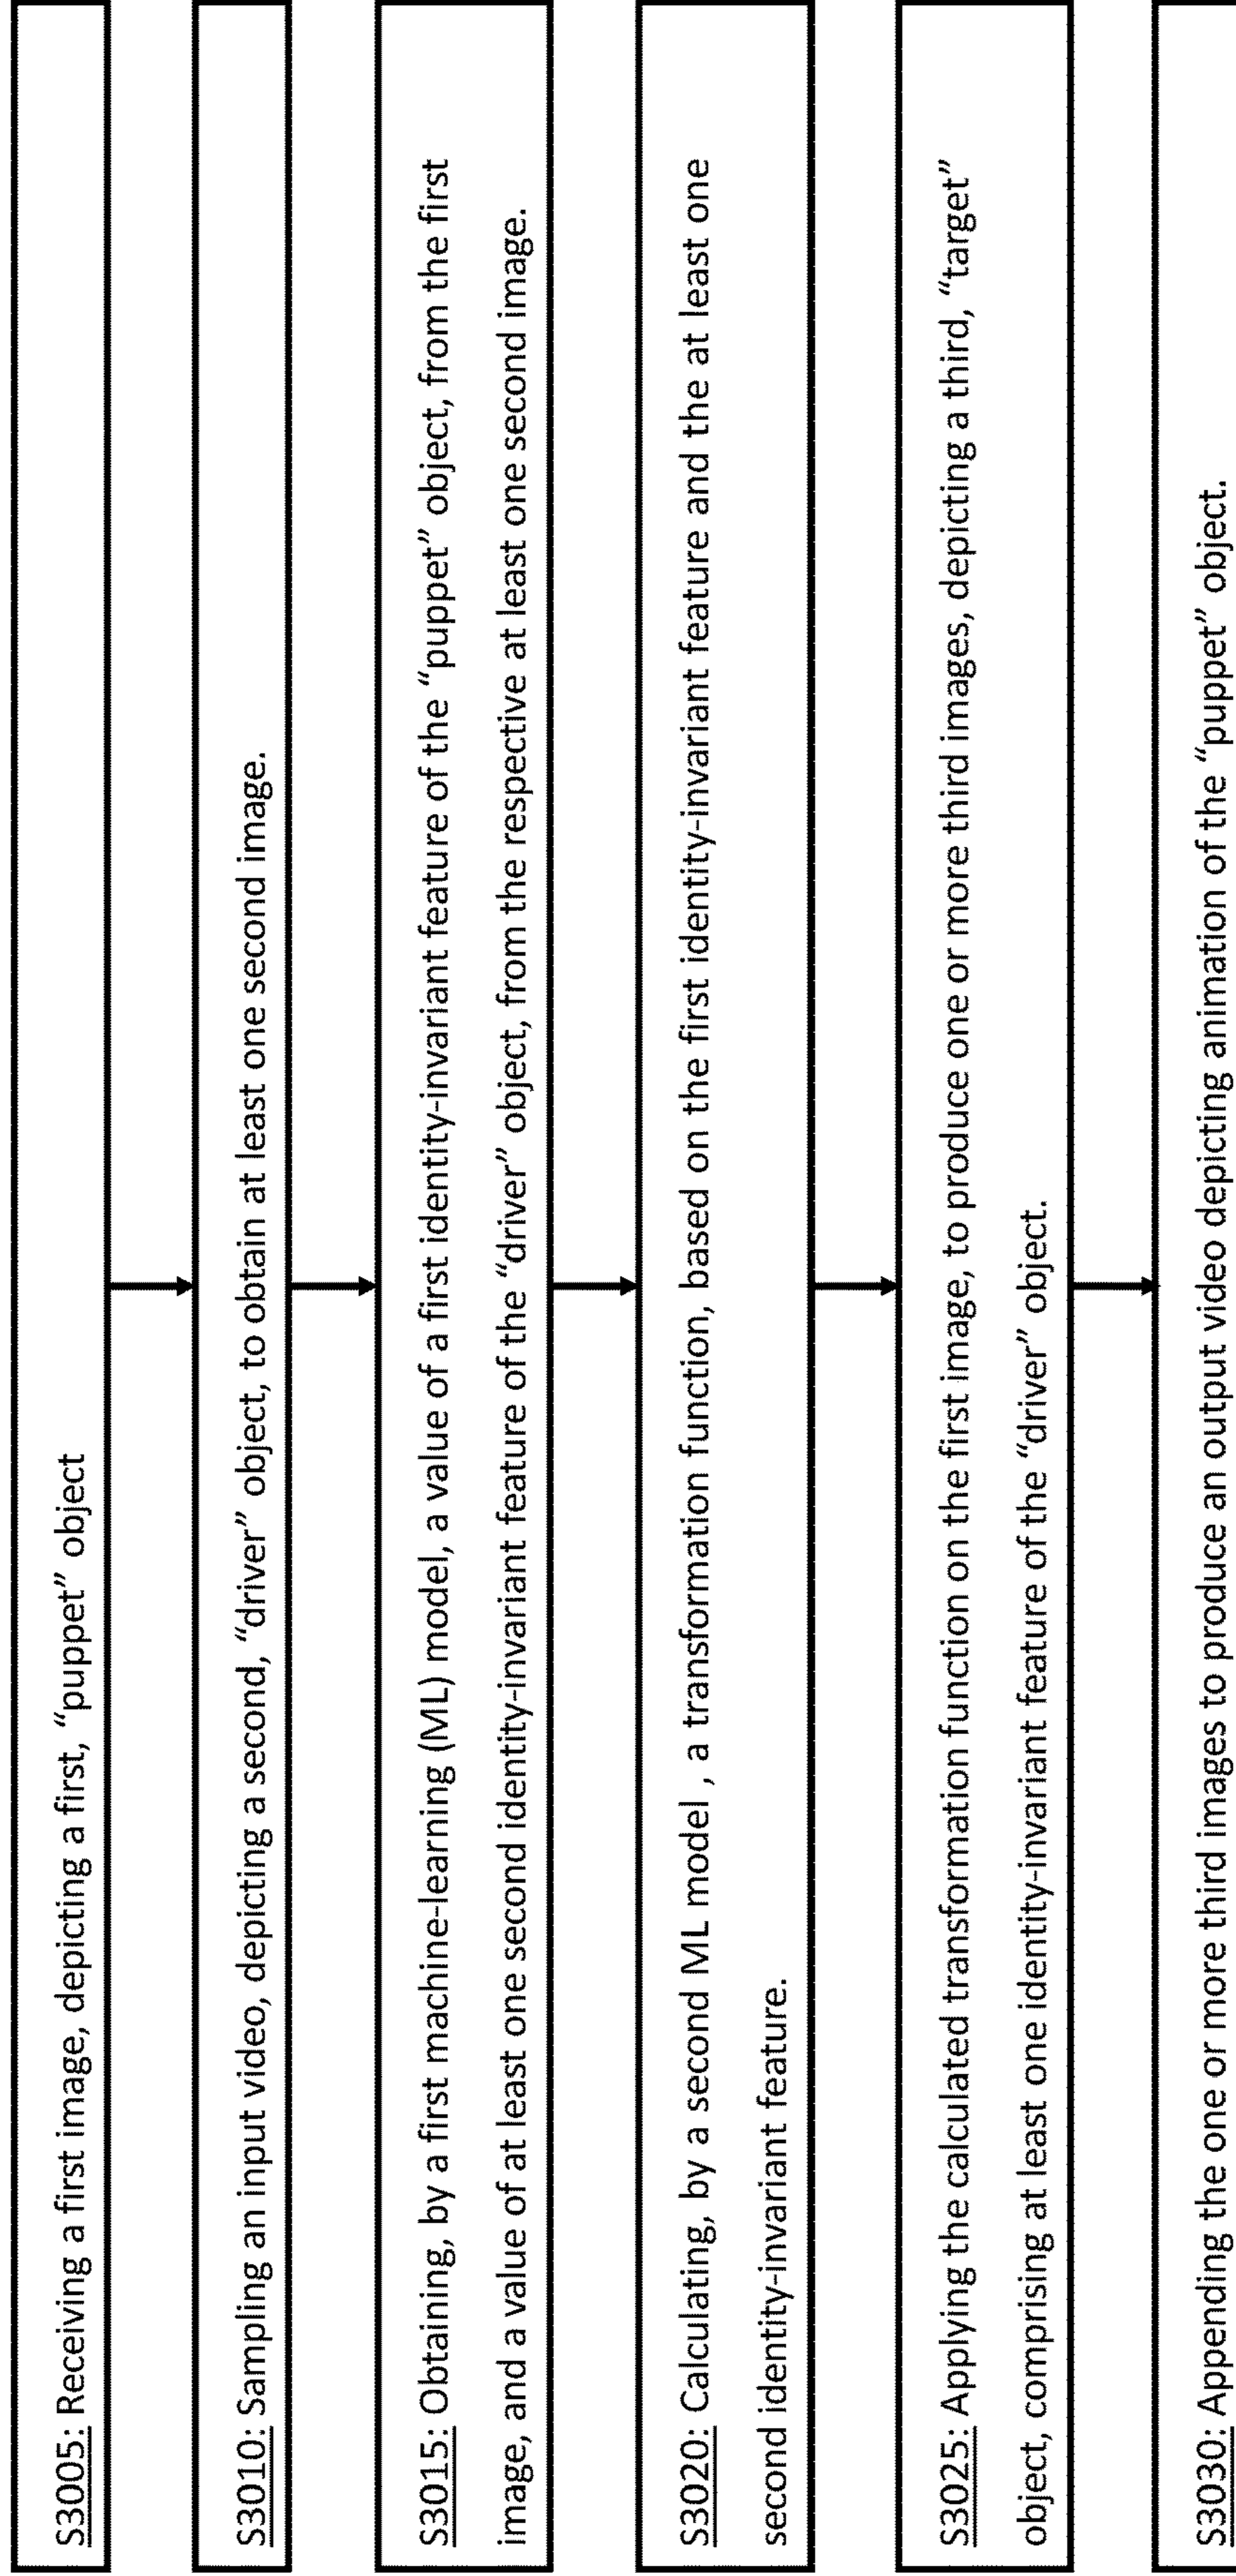 S3005: Receiving a first image, depicting a first, “puppet” object
S3010: Sampling an input video, depicting a second, “driver” object, to obtain at least one second image.
S3015: Obtaining, by a first machine-learning (ML) model, a value of a first identity-invariant feature of the “puppet” object, from the first
image, and a value of at least one second identity-invariant feature of the “driver” object, from the respective at least one second image.
S3020: Calculating, by a second ML model , a transformation function, based on the first identity-invariant feature and the at least one
second identity-invariant feature.
S3025: Applying the calculated transformation function on the first image, to produce one or more third images, depicting a third, “target”
object, comprising at least one identity-invariant feature of the “driver” object.
S3030: Appending the one or more third images to produce an output video depicting animation of the “puppet” object.